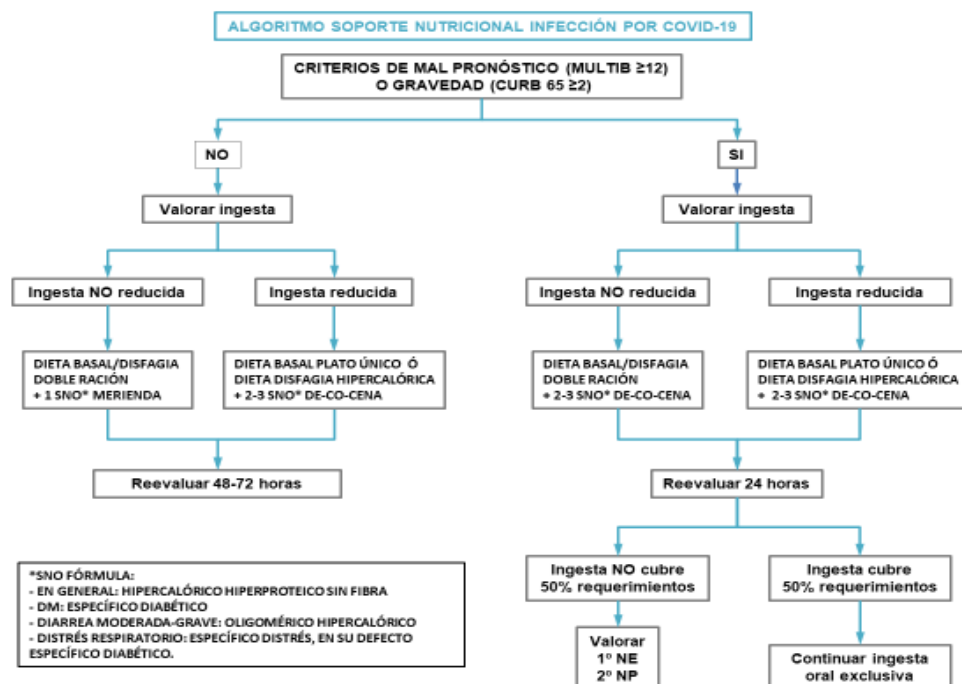 ALGORITMO SOPORTE NUTRICIONAL INFECCIÓN POR COVID-19
CRITERIOS DE MAL PRONÓSTICO (MULTIB ≥12)
O GRAVEDAD (CURB 65 ≥2)
NO
SI
Valorar ingesta
Valorar ingesta
Ingesta NO reducida
Ingesta reducida
Ingesta NO reducida
Ingesta reducida
DIETA BASAL/DISFAGIA
DOBLE RACIÓN
+ 1 SNO* MERIENDA
DIETA BASAL PLATO ÚNICO Ó
DIETA DISFAGIA HIPERCALÓRICA
+ 2-3 SNO* DE-CO-CENA
DIETA BASAL/DISFAGIA
DOBLE RACIÓN
+ 2-3 SNO* DE-CO-CENA
DIETA BASAL PLATO ÚNICO Ó
DIETA DISFAGIA HIPERCALÓRICA
+ 2-3 SNO* DE-CO-CENA
Reevaluar 48-72 horas
Reevaluar 24 horas
Ingesta NO cubre
50% requerimientos
Ingesta cubre
50% requerimientos
Valorar
1º NE
2º NP
Continuar ingesta
oral exclusiva
*SNO FÓRMULA:
- EN GENERAL: HIPERCALÓRICO HIPERPROTEICO SIN FIBRA
- DM: ESPECÍFICO DIABÉTICO
- DIARREA MODERADA-GRAVE: OLIGOMÉRICO HIPERCALÓRICO
- DISTRÉS RESPIRATORIO: ESPECÍFICO DISTRÉS, EN SU DEFECTO
ESPECÍFICO DIABÉTICO.